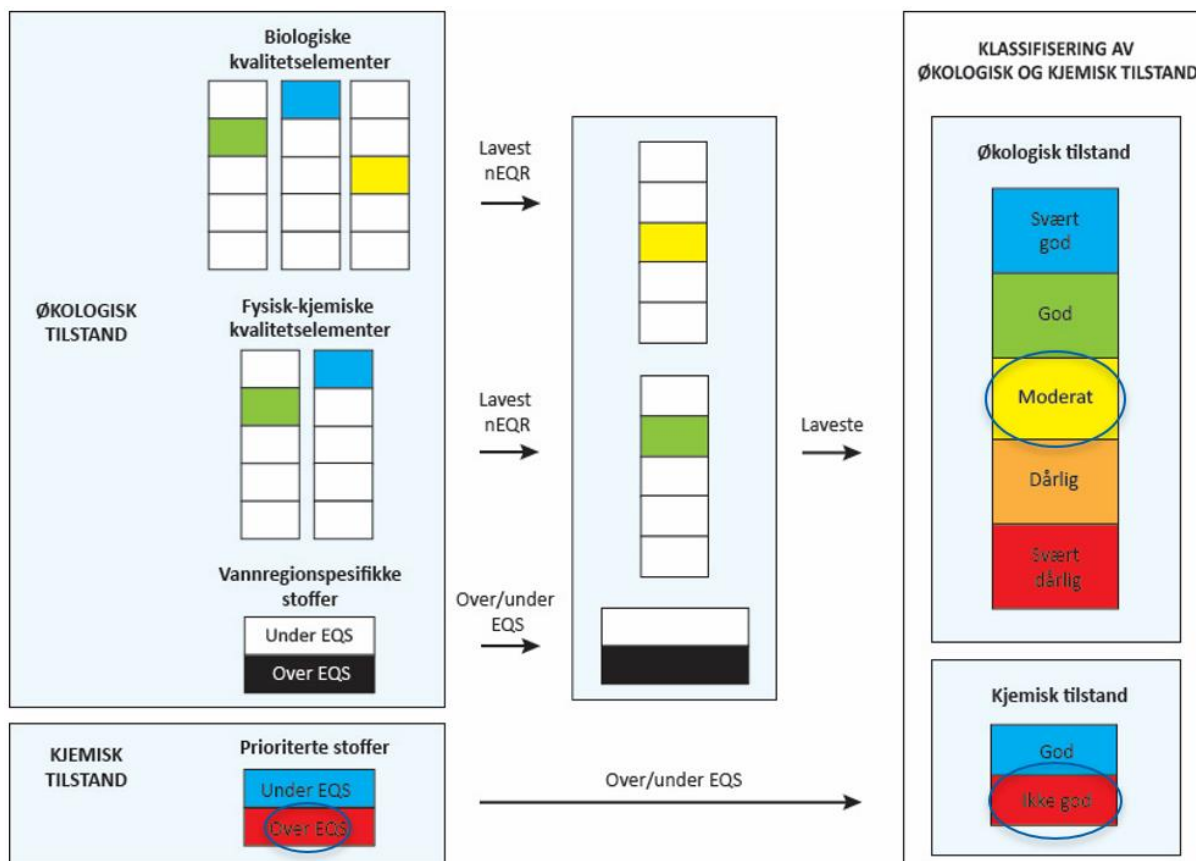 Biologiske
kvalitetselementer
Lavest
nEQR
ØKOLOGISK
TILSTAND
Fysisk-kjemiske
kvalitetselementer
Lavest
nEQR
Vannregionspesifikke
stoffer
Under EQS
Over EQS
Over/under
EQS
Laveste
KJEMISK
TILSTAND
Prioriterte stoffer
Under EQS
Over EQS
Over/under EQS
KLASSIFISERING AV
ØKOLOGISK OG KJEMISK TILSTAND
Økologisk tilstand
Svært
god
God
Moderat
Dårlig
Svært
dårlig
Kjemisk tilstand
God
Ikke god